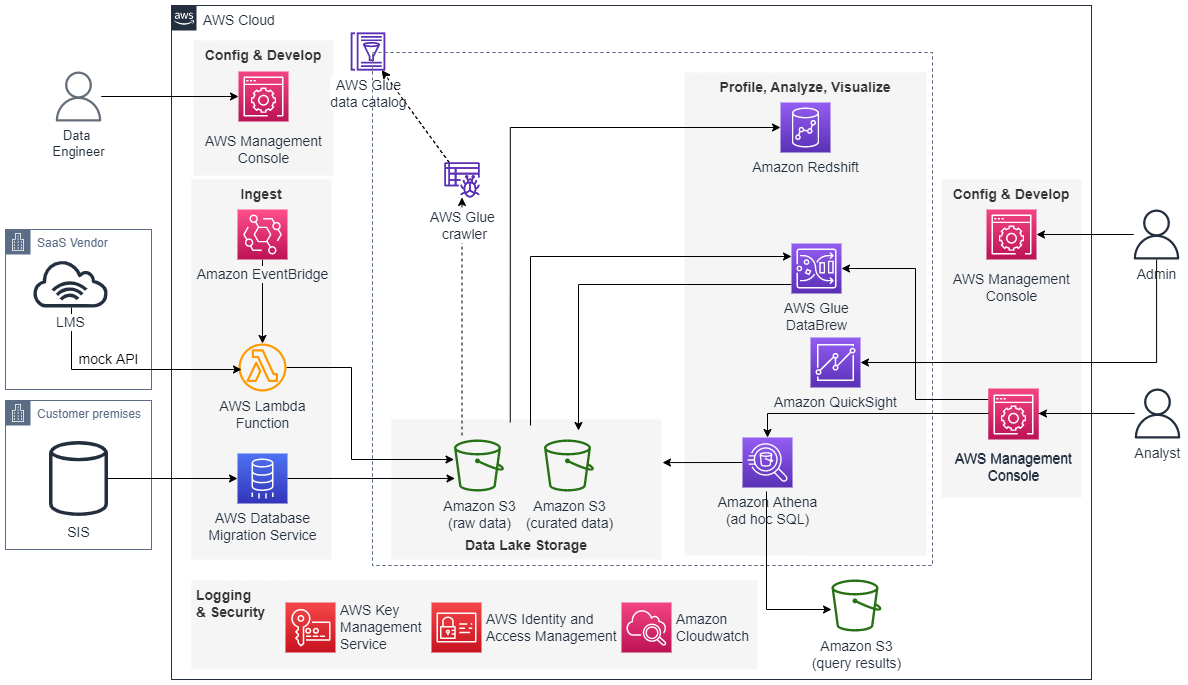 aws
AWS Cloud
Config & Develop
AWS Management
Console
Data
Engineer
AWS Glue
data catalog
AWS Glue
crawler
Profile, Analyze, Visualize
Amazon Redshift
AWS Glue
DataBrew
Amazon QuickSight
Amazon Athena
(ad hoc SQL)
Ingest
Amazon EventBridge
AWS Lambda
Function
AWS Database
Migration Service
SaaS Vendor
LMS
mock API
Customer premises
SIS
Amazon S3
(raw data)
Amazon S3
(curated data)
Data Lake Storage
Config & Develop
AWS Management
Console
AWS Management
Console
Admin
Analyst
Logging
& Security
AWS Key
Management
Service
AWS Identity and
Access Management
Amazon
Cloudwatch
Amazon S3
(query results)